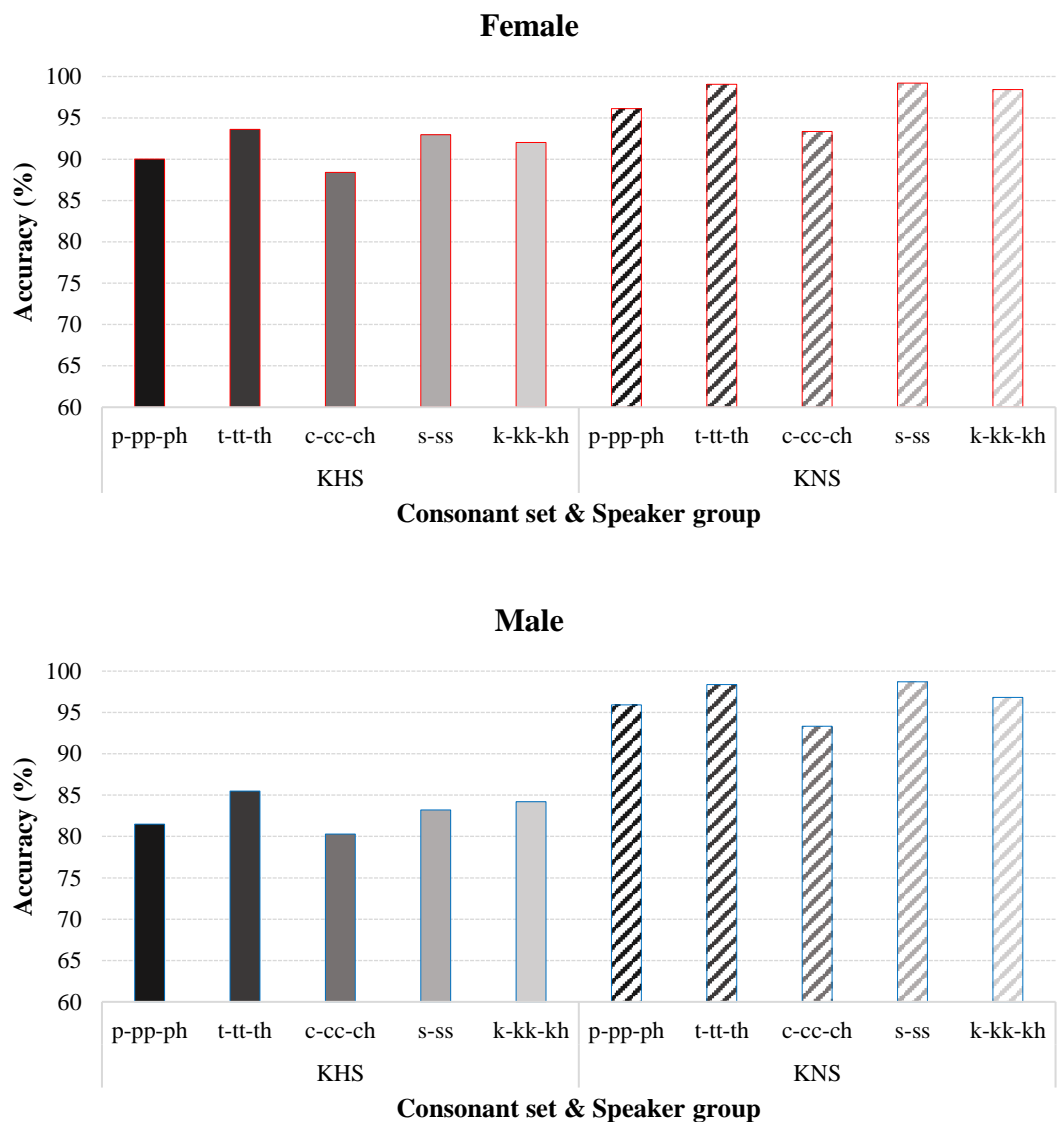 Female
100
95
90
85
80
75
70
65
60
Accuracy (%)
p-pp-ph t-tt-th c-cc-ch s-ss k-kk-kh p-pp-ph t-tt-th c-cc-ch s-ss k-kk-kh
KHS KNS
Consonant set & Speaker group
Male
100
95
90
85
80
75
70
65
60
Accuracy (%)
p-pp-ph t-tt-th c-cc-ch s-ss k-kk-kh p-pp-ph t-tt-th c-cc-ch s-ss k-kk-kh
KHS KNS
Consonant set & Speaker group